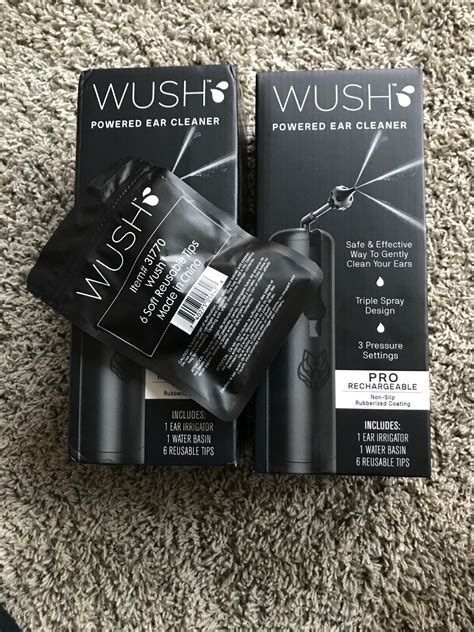 WUSH™
POWERED EAR CLEANER
WUSH
Item# 31770
Wush
6 Soft Reusable Tips
Made In China
INCLUDES:
1 EAR IRRIGATOR
1 WATER BASIN
6 REUSABLE TIPS
WUSH™
POWERED EAR CLEANER
Safe & Effective
Way To Gently
Clean Your Ears
Triple Spray
Design
3 Pressure
Settings
PRO
RECHARGEABLE
Non-Slip
Rubberized Coating
INCLUDES:
1 EAR IRRIGATOR
1 WATER BASIN
6 REUSABLE TIPS